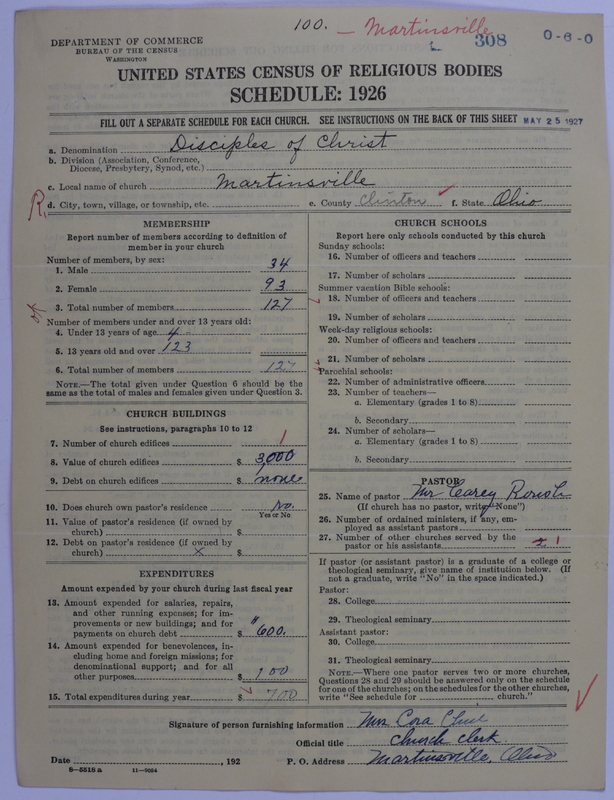 100. — Martinsville
308
0-6-0
DEPARTMENT OF COMMERCE
BUREAU OF THE CENSUS
WASHINGTON
UNITED STATES CENSUS OF RELIGIOUS BODIES
SCHEDULE: 1926
FILL OUT A SEPARATE SCHEDULE FOR EACH CHURCH. SEE INSTRUCTIONS ON THE BACK OF THIS SHEET MAY 25 1927
a. Denomination Disciples of Christ
b. Division (Association, Conference,
Diocese, Presbytery, Synod, etc.)
c. Local name of church Martinsville
R. d. City, town, village, or township, etc. e. County Clinton f. State Ohio
MEMBERSHIP
Report number of members according to definition of
member in your church
Number of members, by sex:
1. Male 34
2. Female 93
3. Total number of members 127
Number of members under and over 13 years old:
4. Under 13 years of age 4
5. 13 years old and over 123
6. Total number of members 127
NOTE.—The total given under Question 6 should be the
same as the total of males and females given under Question 3.
CHURCH BUILDINGS
See instructions, paragraphs 10 to 12
7. Number of church edifices 1
8. Value of church edifices $ 3,000
9. Debt on church edifices $ none
10. Does church own pastor's residence No.
Yes or No
11. Value of pastor's residence (if owned by
church) $
12. Debt on pastor's residence (if owned by
church) x $
EXPENDITURES
Amount expended by your church during last fiscal year
13. Amount expended for salaries, repairs,
and other running expenses; for im-
provements or new buildings; and for
payments on church debt $ 600.
14. Amount expended for benevolences, in-
cluding home and foreign missions; for
denominational support; and for all
other purposes $ 100
15. Total expenditures during year $ 700
CHURCH SCHOOLS
Report here only schools conducted by this church
Sunday schools:
16. Number of officers and teachers
17. Number of scholars
Summer vacation Bible schools:
18. Number of officers and teachers
19. Number of scholars
Week-day religious schools:
20. Number of officers and teachers
21. Number of scholars
Parochial schools:
22. Number of administrative officers
23. Number of teachers—
a. Elementary (grades 1 to 8)
b. Secondary
24. Number of scholars—
a. Elementary (grades 1 to 8)
b. Secondary
PASTOR
25. Name of pastor Mr Carey
(If church has no pastor, write "None")
26. Number of ordained ministers, if any, em-
ployed as assistant pastors
27. Number of other churches served by the
pastor or his assistants 2 1
If pastor (or assistant pastor) is a graduate of a college or
theological seminary, give name of institution below. (If
not a graduate, write "No" in the space indicated.)
Pastor:
28. College
29. Theological seminary
Assistant pastor:
30. College
31. Theological seminary
NOTE.—Where one pastor serves two or more churches,
Questions 28 and 29 should be answered only on the schedule
for one of the churches; on the schedules for the other churches,
write "See schedule for church."
Signature of person furnishing information Mrs Cora
Official title Church Clerk
Date , 192 P. O. Address Martinsville, Ohio
8—5518 a 11—9084